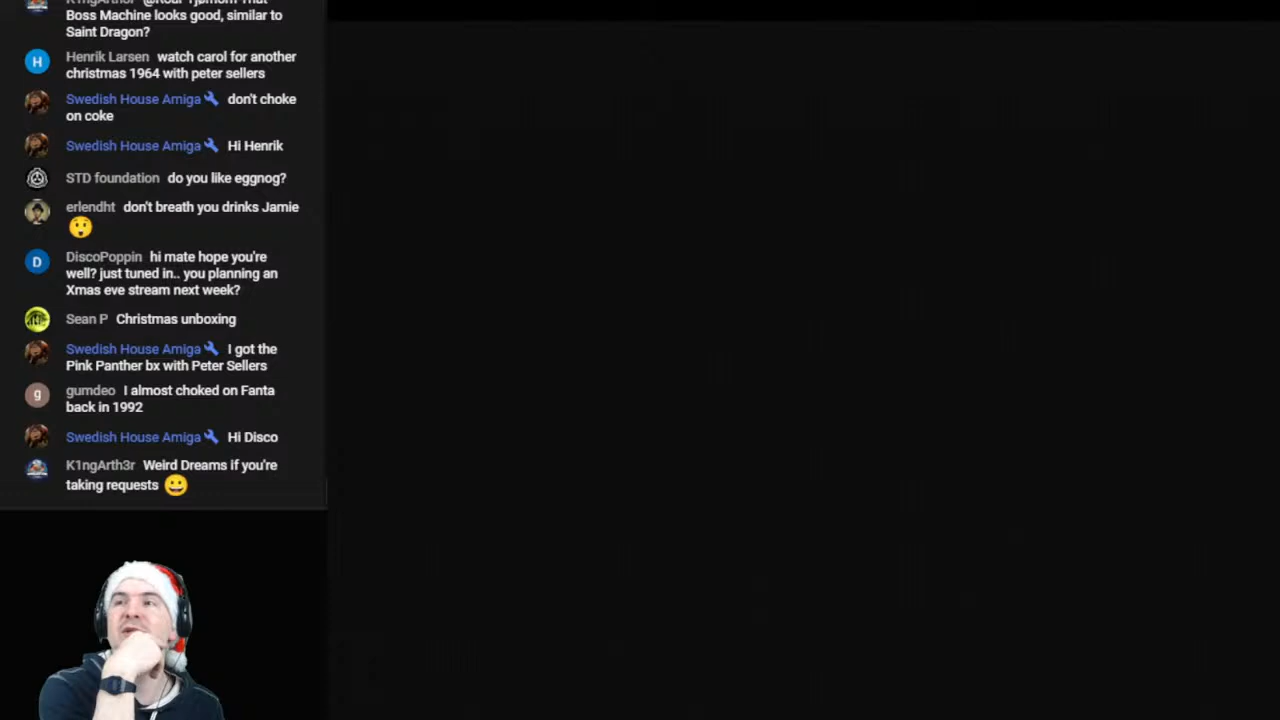 Boss Machine looks good, similar to
Saint Dragon?
Henrik Larsen watch carol for another
christmas 1964 with peter sellers
Swedish House Amiga don't choke
on coke
Swedish House Amiga Hi Henrik
STD foundation do you like eggnog?
erlendht don't breath you drinks Jamie
DiscoPoppin hi mate hope you're
well? just tuned in.. you planning an
Xmas eve stream next week?
Sean P Christmas unboxing
Swedish House Amiga I got the
Pink Panther bx with Peter Sellers
gumdeo I almost choked on Fanta
back in 1992
Swedish House Amiga Hi Disco
K1ngArth3r Weird Dreams if you're
taking requests